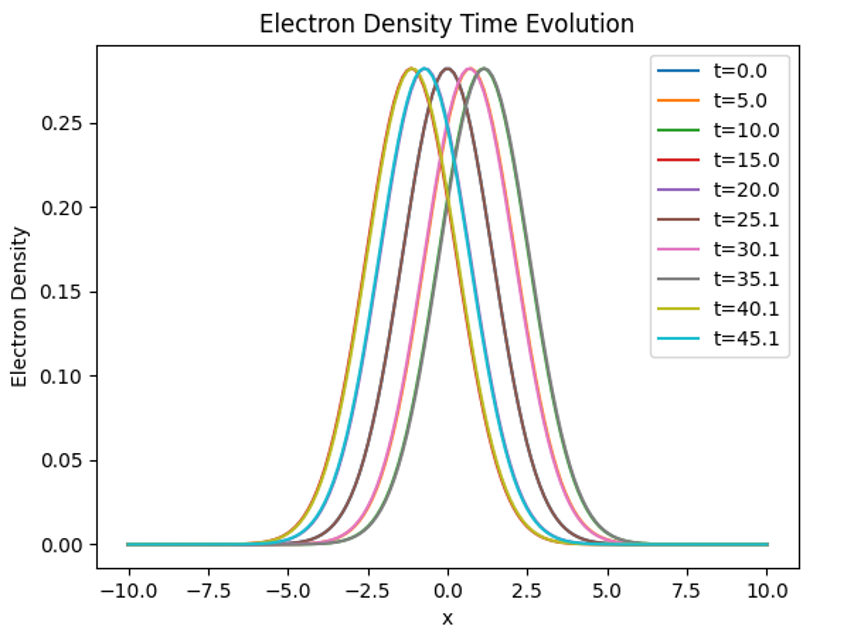 Electron Density Time Evolution
t=0.0
t=5.0
t=10.0
t=15.0
t=20.0
t=25.1
t=30.1
t=35.1
t=40.1
t=45.1
Electron Density
0.25
0.20
0.15
0.10
0.05
0.00
−10.0 −7.5 −5.0 −2.5 0.0 2.5 5.0 7.5 10.0
x